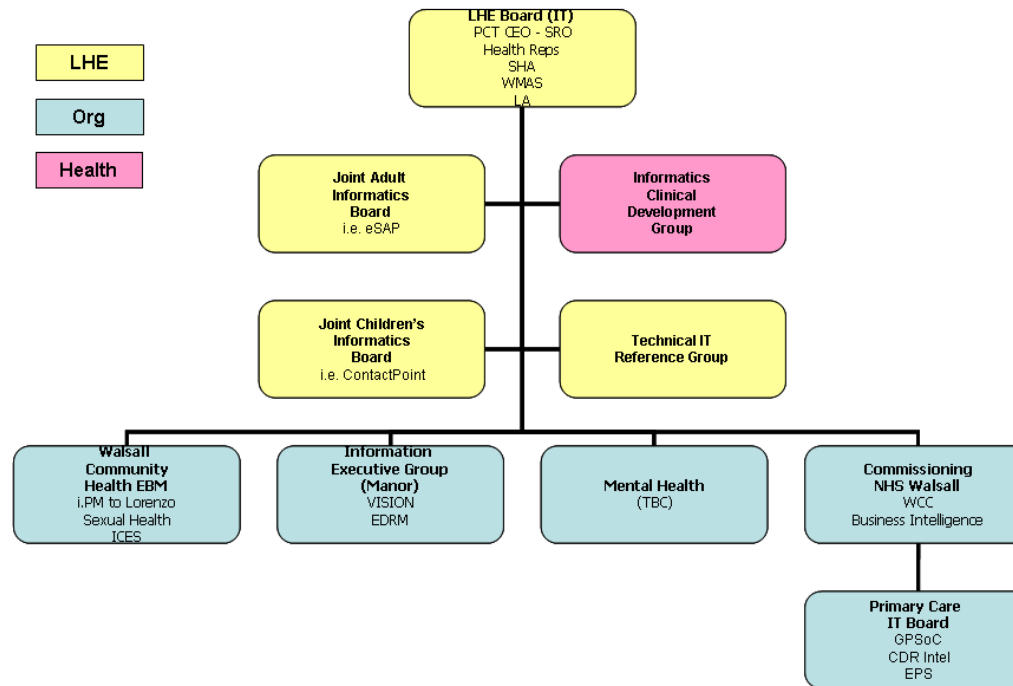 LHE
Org
Health
LHE Board (IT)
PCT CEO - SRO
Health Reps
SHA
WMAS
LA
Joint Adult
Informatics
Board
i.e. eSAP
Informatics
Clinical
Development
Group
Joint Children's
Informatics
Board
i.e. ContactPoint
Technical IT
Reference Group
Walsall
Community
Health EBM
i.PM to Lorenzo
Sexual Health
ICES
Information
Executive Group
(Manor)
VISION
EDRM
Mental Health
(TBC)
Commissioning
NHS Walsall
WCC
Business Intelligence
Primary Care
IT Board
GPSoC
CDR Intel
EPS